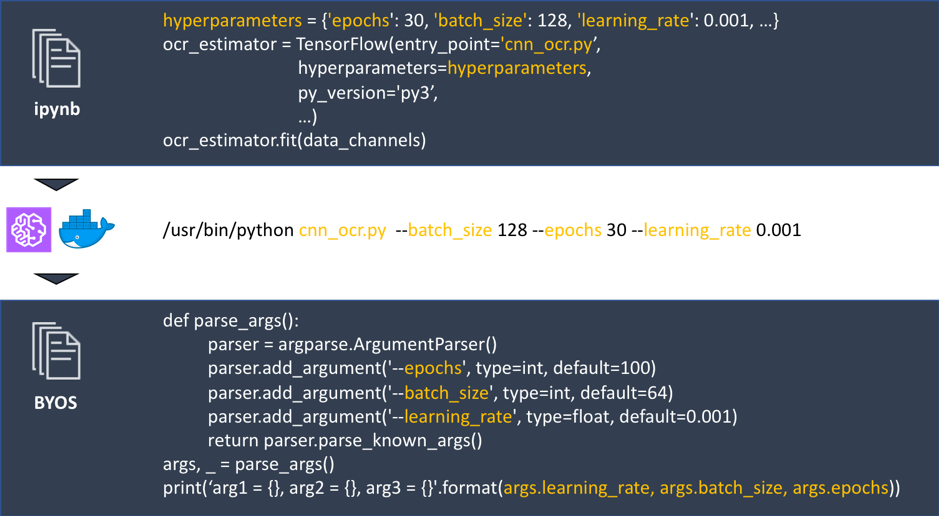 hyperparameters = {'epochs': 30, 'batch_size': 128, 'learning_rate': 0.001, …}
ocr_estimator = TensorFlow(entry_point='cnn_ocr.py’,
hyperparameters=hyperparameters,
py_version='py3’,
…)
ocr_estimator.fit(data_channels)
ipynb
/usr/bin/python cnn_ocr.py --batch_size 128 --epochs 30 --learning_rate 0.001
def parse_args():
parser = argparse.ArgumentParser()
parser.add_argument('--epochs', type=int, default=100)
parser.add_argument('--batch_size', type=int, default=64)
parser.add_argument('--learning_rate', type=float, default=0.001)
return parser.parse_known_args()
args, _ = parse_args()
print(‘arg1 = {}, arg2 = {}, arg3 = {}'.format(args.learning_rate, args.batch_size, args.epochs))
BYOS